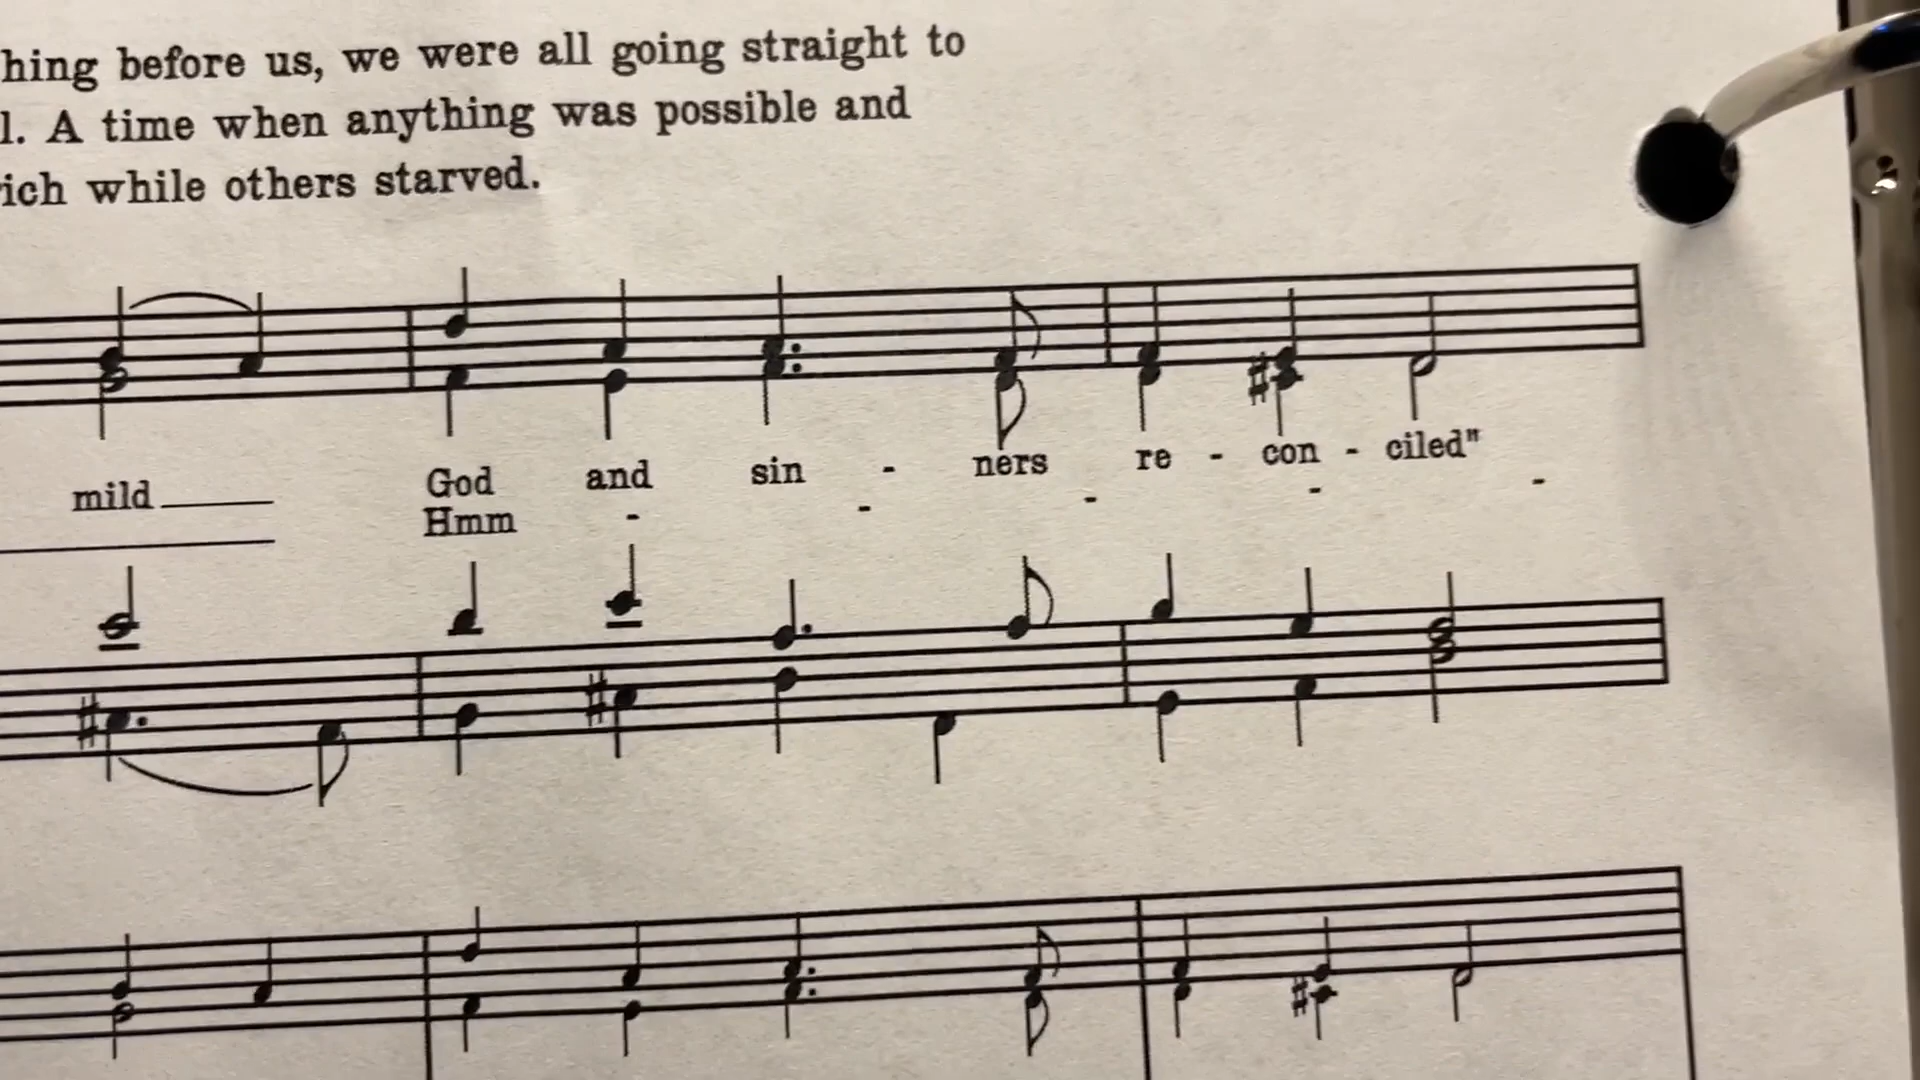 hing before us, we were all going straight to
l. A time when anything was possible and
ich while others starved.
mild God and sin - ners re - con - ciled"
Hmm - - - - -